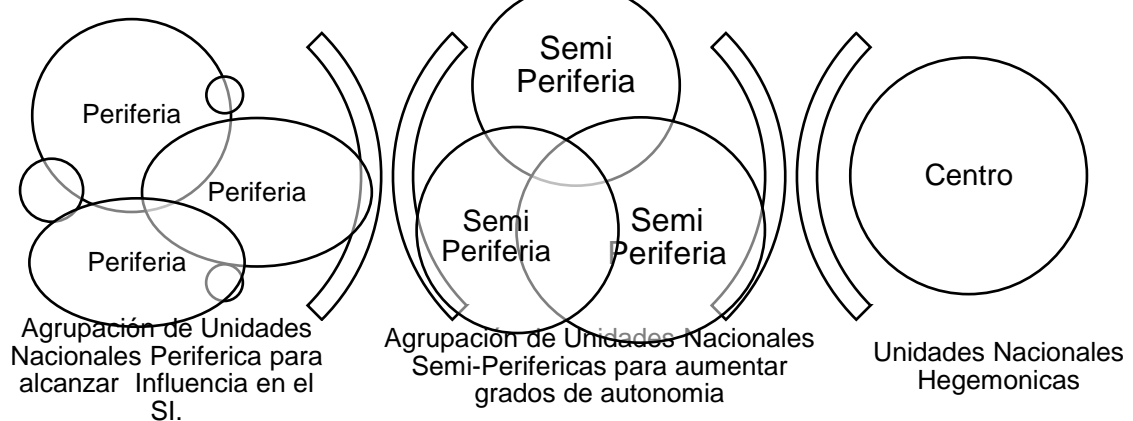 Periferia
Periferia
Periferia
Agrupación de Unidades
Nacionales Periferica para
alcanzar Influencia en el
SI.
Semi
Periferia
Semi
Periferia
Semi
Periferia
Agrupación de Unidades Nacionales
Semi-Perifericas para aumentar
grados de autonomia
Centro
Unidades Nacionales
Hegemonicas